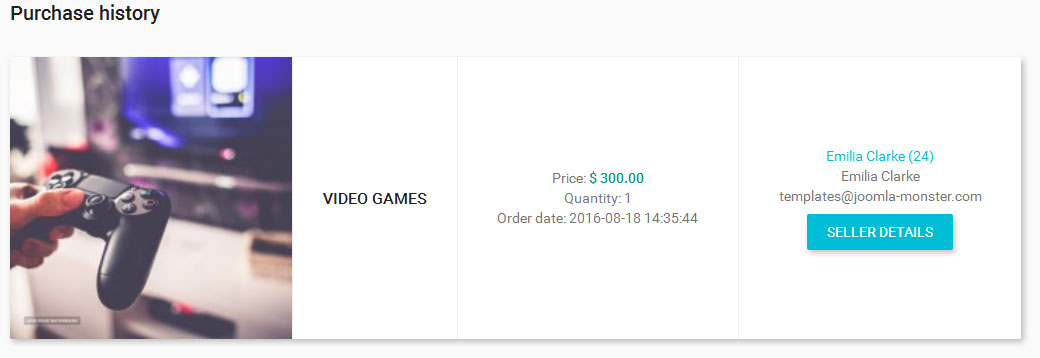 Purchase history
VIDEO GAMES
Price: $ 300.00
Quantity: 1
Order date: 2016-08-18 14:35:44
Emilia Clarke (24)
Emilia Clarke
templates@joomla-monster.com
SELLER DETAILS